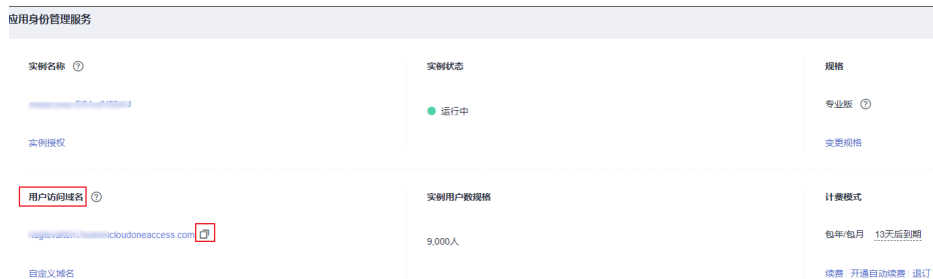 应用身份管理服务
实例名称 实例状态 规格
运行中 专业版
实例授权 变更规格
用户访问域名 实例用户数规格 计费模式
cloudoneaccess.com 9,000人 包年/包月 13天后到期
自定义域名 续费 开通自动续费 退订